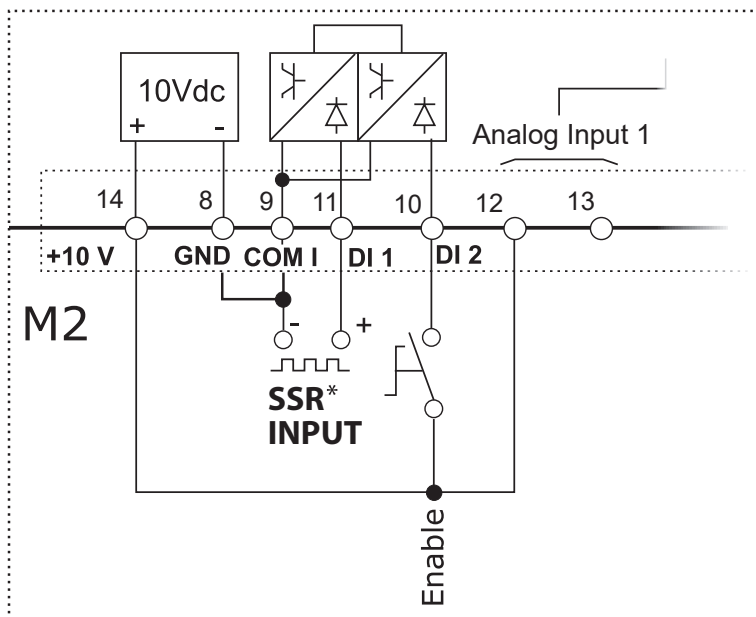 10Vdc
+ -
Analog Input 1
14 8 9 11 10 12 13
+10 V GND COM I DI 1 DI 2
M2
- +
SSR*
INPUT
Enable